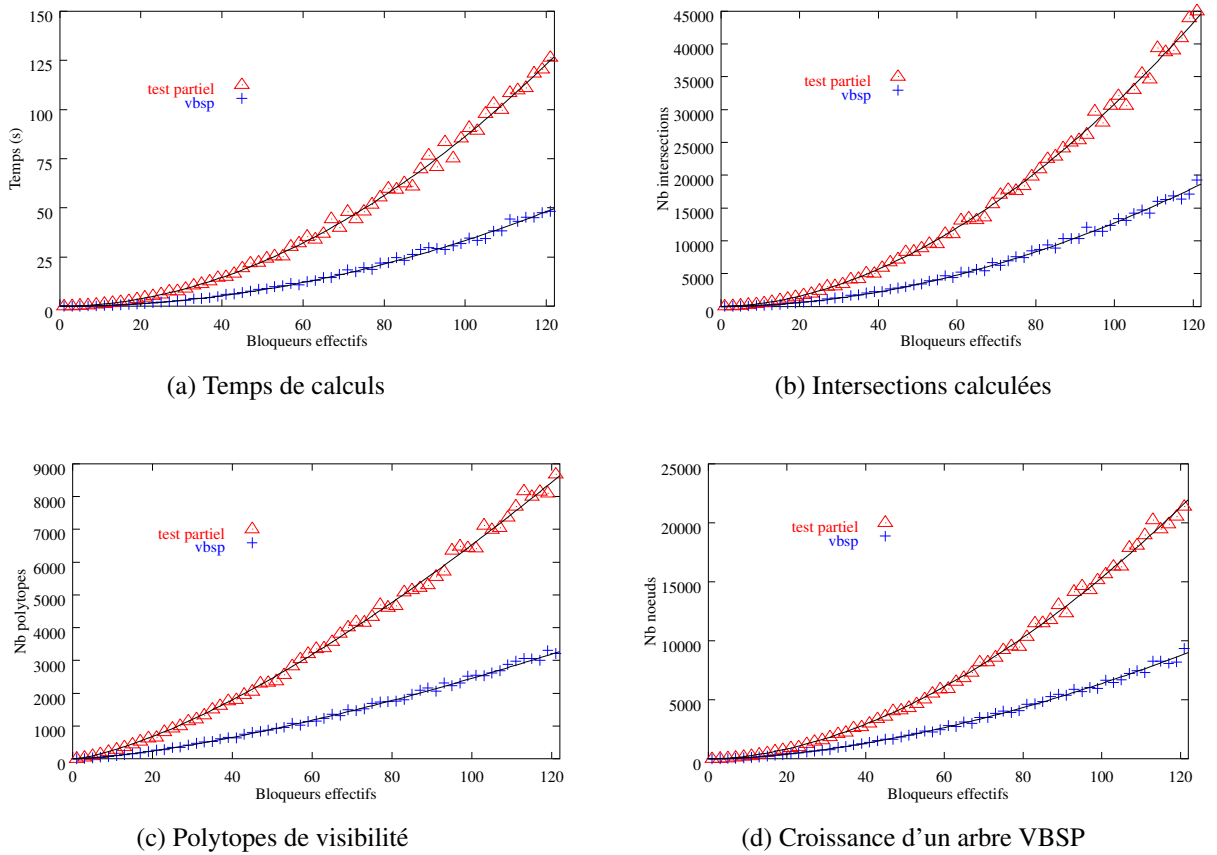 150
125
100
75
50
25
0
Temps (s)
test partiel
vbsp
0 20 40 60 80 100 120
Bloqueurs effectifs
(a) Temps de calculs
45000
40000
35000
30000
25000
20000
15000
10000
5000
0
Nb intersections
test partiel
vbsp
0 20 40 60 80 100 120
Bloqueurs effectifs
(b) Intersections calculées
9000
8000
7000
6000
5000
4000
3000
2000
1000
0
Nb polytopes
test partiel
vbsp
0 20 40 60 80 100 120
Bloqueurs effectifs
(c) Polytopes de visibilité
25000
20000
15000
10000
5000
0
Nb noeuds
test partiel
vbsp
0 20 40 60 80 100 120
Bloqueurs effectifs
(d) Croissance d'un arbre VBSP